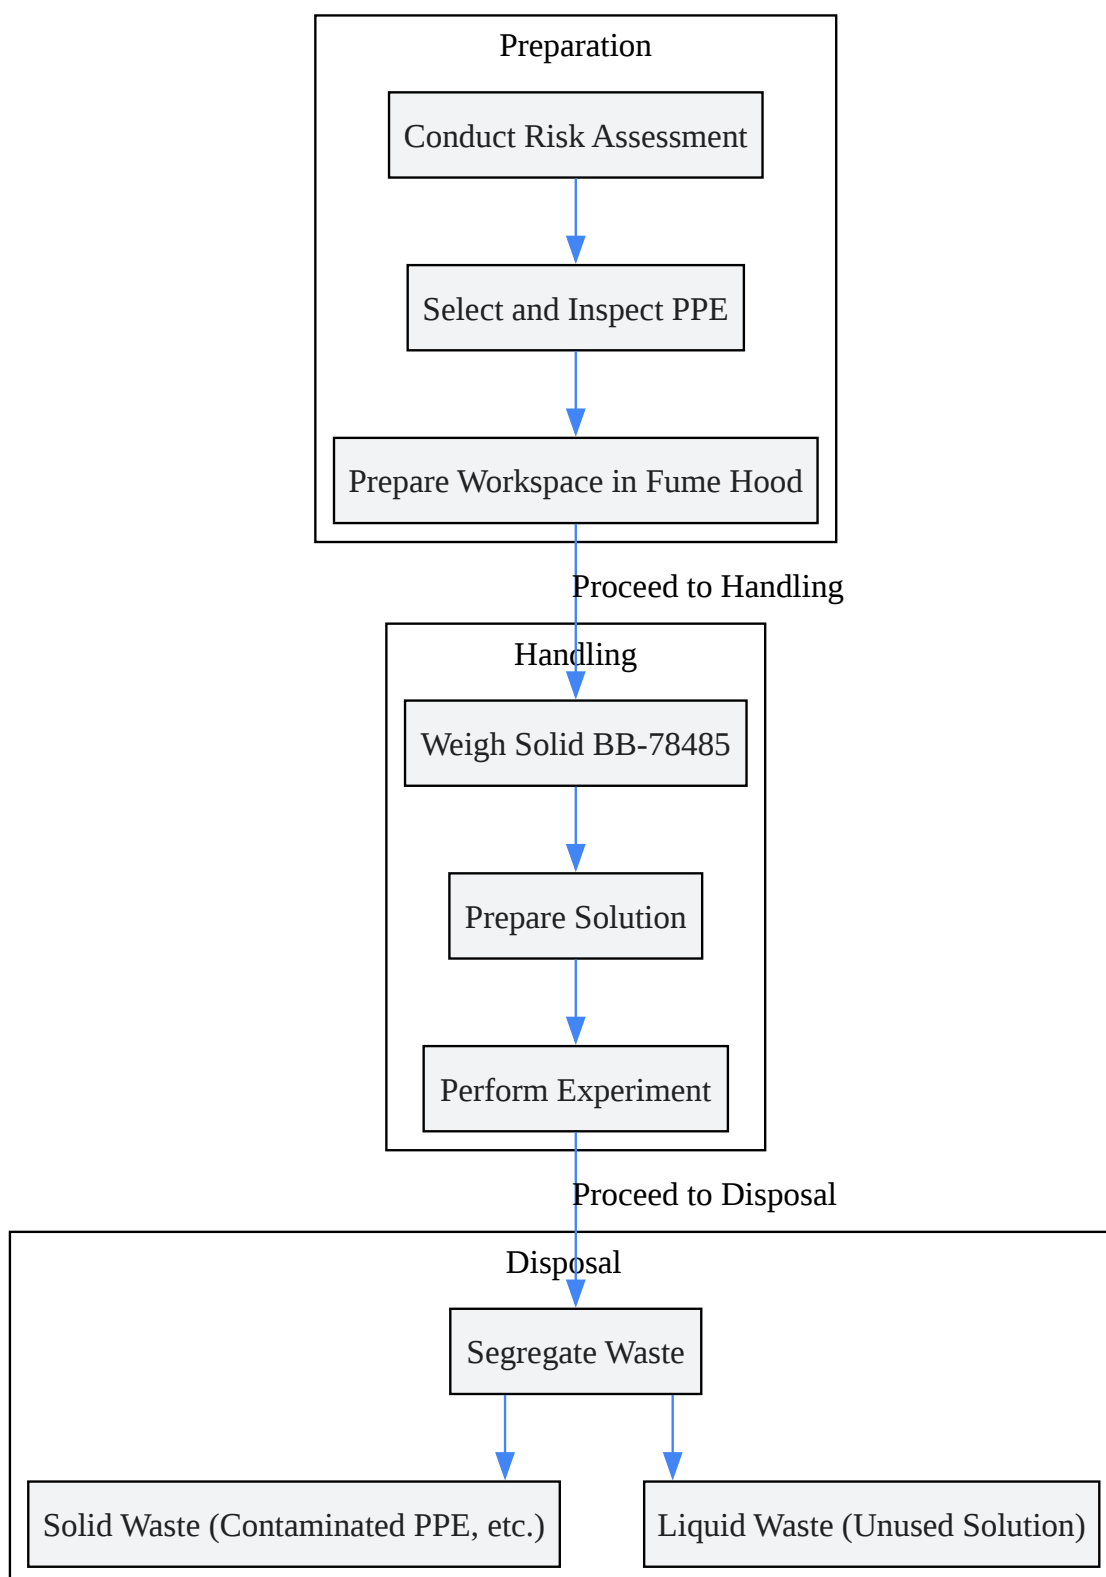 Preparation
Conduct Risk Assessment
Select and Inspect PPE
Prepare Workspace in Fume Hood
Proceed to Handling
Handling
Weigh Solid BB-78485
Prepare Solution
Perform Experiment
Proceed to Disposal
Disposal
Segregate Waste
Solid Waste (Contaminated PPE, etc.)
Liquid Waste (Unused Solution)